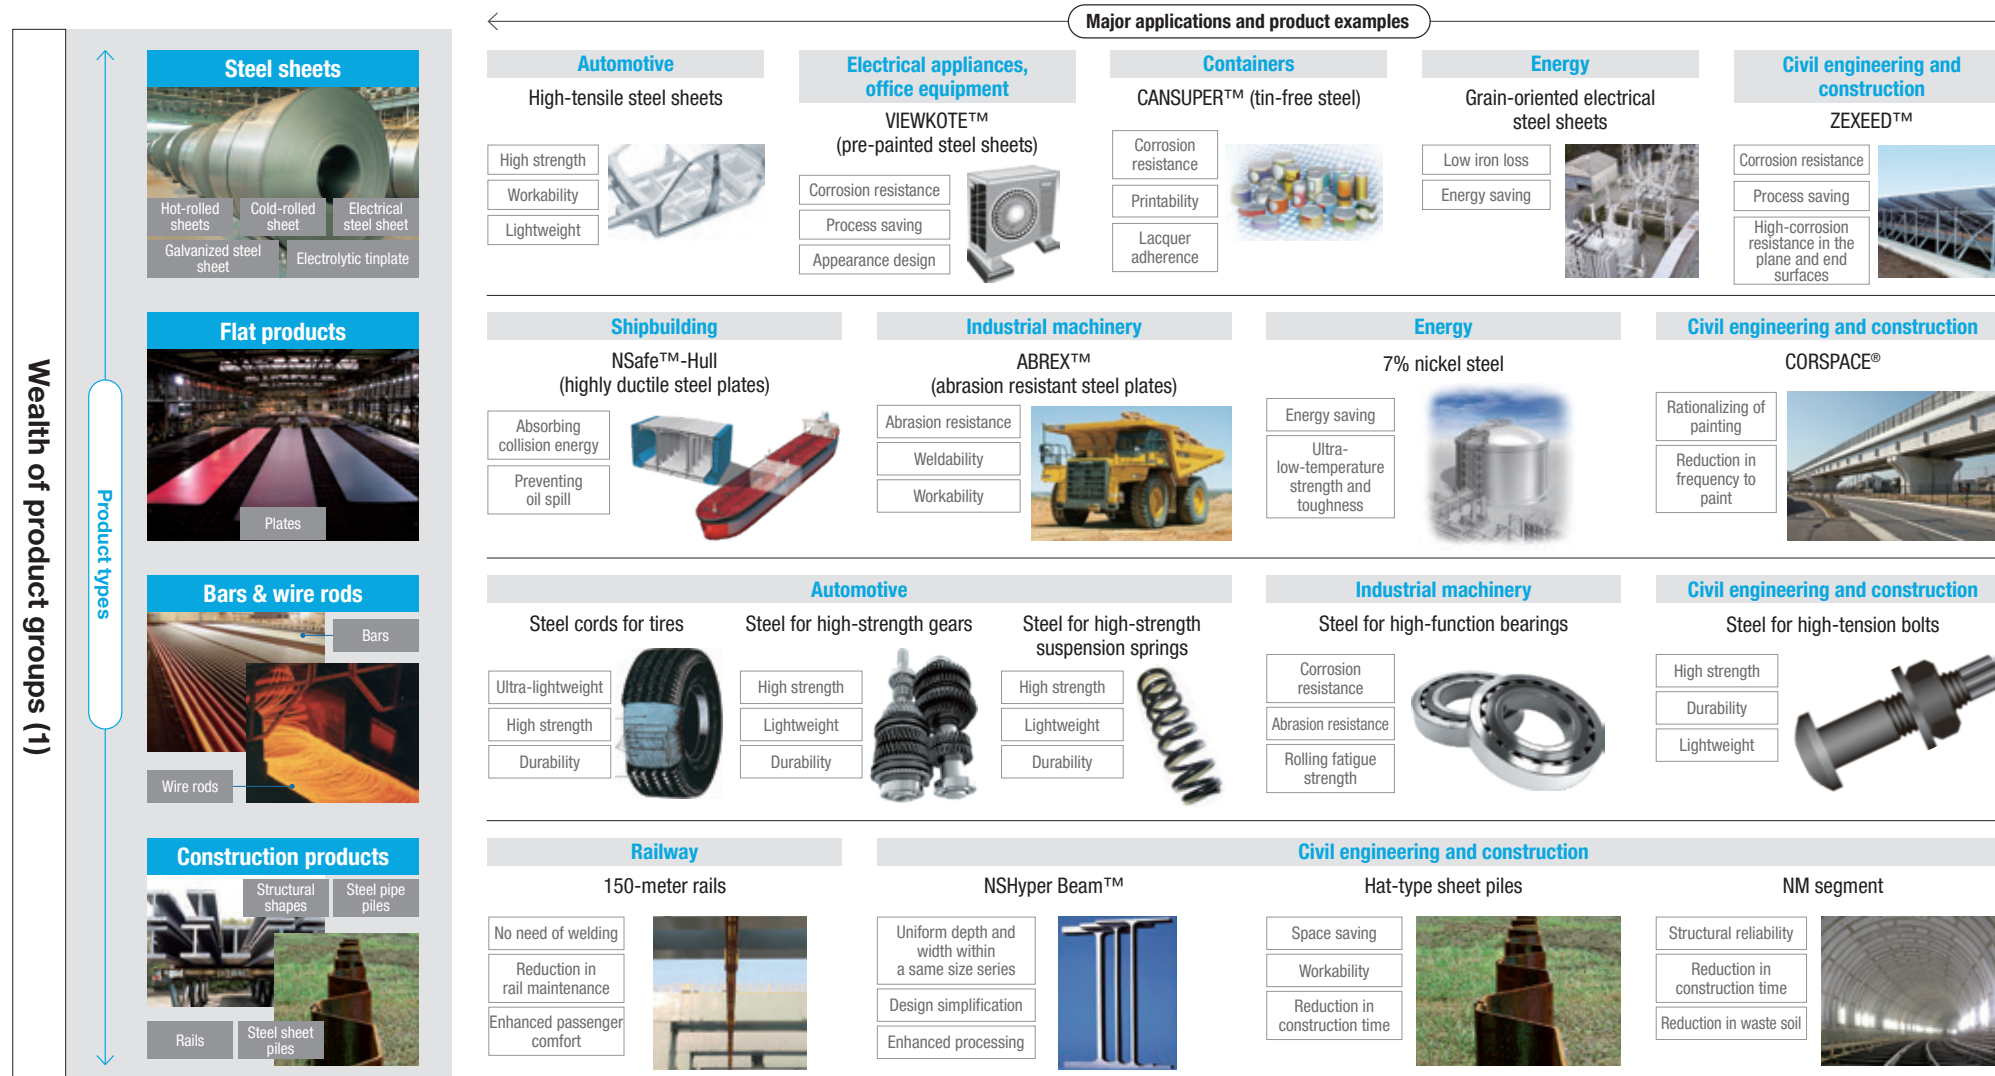 Wealth of product groups (1)
Product types
Major applications and product examples
Steel sheets
Hot-rolled
sheets
Cold-rolled
sheet
Electrical
steel sheet
Galvanized steel
sheet
Electrolytic tinplate
Automotive
High-tensile steel sheets
High strength
Workability
Lightweight
Electrical appliances,
office equipment
VIEWKOTE™
(pre-painted steel sheets)
Corrosion resistance
Process saving
Appearance design
Containers
CANSUPER™ (tin-free steel)
Corrosion
resistance
Printability
Lacquer
adherence
Energy
Grain-oriented electrical
steel sheets
Low iron loss
Energy saving
Civil engineering and
construction
ZEXEED™
Corrosion resistance
Process saving
High-corrosion
resistance in the
plane and end
surfaces
Flat products
Plates
Shipbuilding
NSafe™-Hull
(highly ductile steel plates)
Absorbing
collision energy
Preventing
oil spill
Industrial machinery
ABREX™
(abrasion resistant steel plates)
Abrasion resistance
Weldability
Workability
Energy
7% nickel steel
Energy saving
Ultra-
low-temperature
strength and
toughness
Civil engineering and construction
CORSPACE®
Rationalizing of
painting
Reduction in
frequency to
paint
Bars & wire rods
Bars
Wire rods
Automotive
Steel cords for tires
Ultra-lightweight
High strength
Durability
Steel for high-strength gears
High strength
Lightweight
Durability
Steel for high-strength
suspension springs
High strength
Lightweight
Durability
Industrial machinery
Steel for high-function bearings
Corrosion
resistance
Abrasion resistance
Rolling fatigue
strength
Civil engineering and construction
Steel for high-tension bolts
High strength
Durability
Lightweight
Construction products
Structural
shapes
Steel pipe
piles
Rails
Steel sheet
piles
Railway
150-meter rails
No need of welding
Reduction in
rail maintenance
Enhanced passenger
comfort
Civil engineering and construction
NSHyper Beam™
Uniform depth and
width within
a same size series
Design simplification
Enhanced processing
Hat-type sheet piles
Space saving
Workability
Reduction in
construction time
NM segment
Structural reliability
Reduction in
construction time
Reduction in waste soil